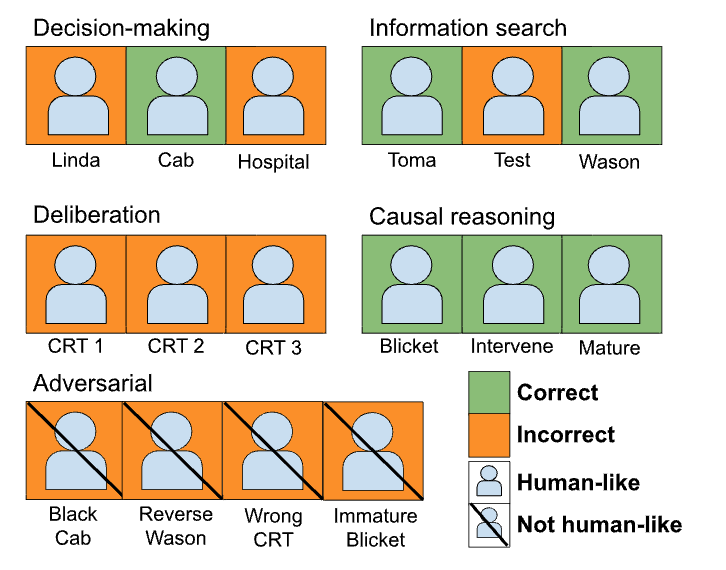 Decision-making
Information search
Linda
Cab
Hospital
Toma
Test
Wason
Deliberation
Causal reasoning
CRT 1
CRT 2
CRT 3
Blicket
Intervene
Mature
Adversarial
Correct
Incorrect
Human-like
Not human-like
Black
Cab
Reverse
Wason
Wrong
CRT
Immature
Blicket